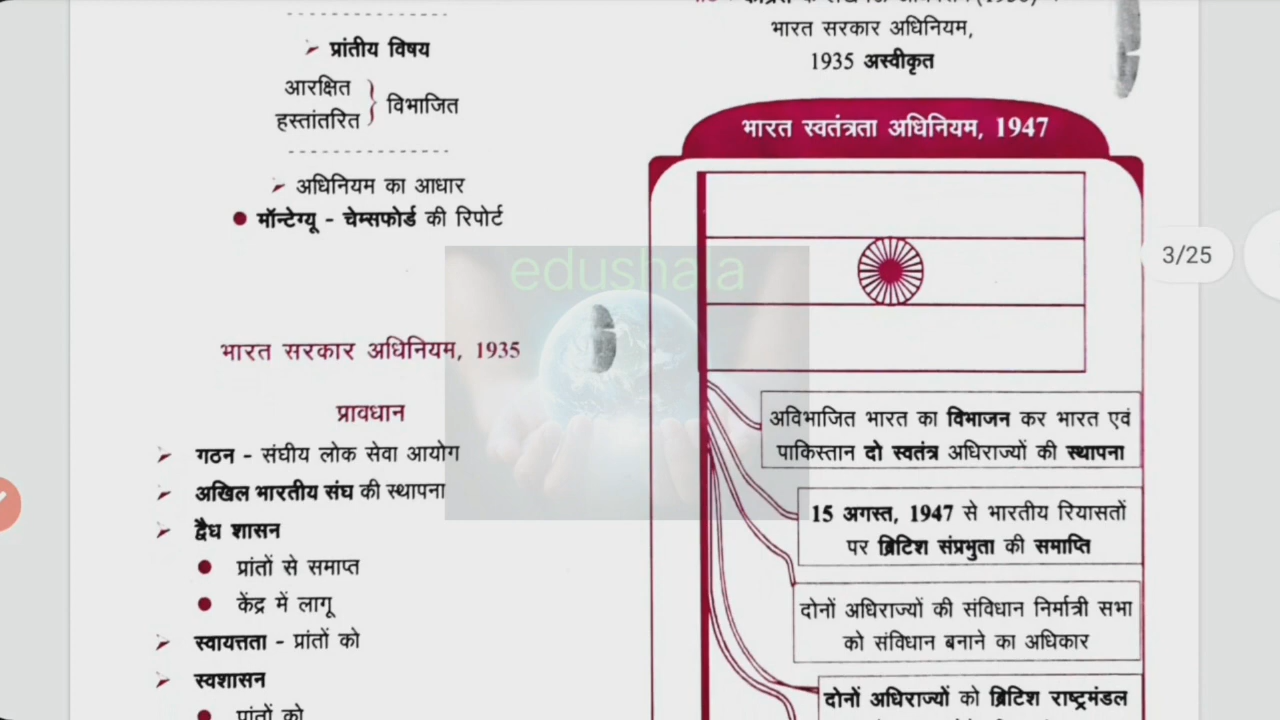 ➢ प्रांतीय विषय
आरक्षित
हस्तांतरित
विभाजित
➢ अधिनियम का आधार
● मॉन्टेग्यू - चेम्सफोर्ड की रिपोर्ट
भारत सरकार अधिनियम, 1935
प्रावधान
➢ गठन - संघीय लोक सेवा आयोग
➢ अखिल भारतीय संघ की स्थापना
➢ द्वैध शासन
● प्रांतों से समाप्त
● केंद्र में लागू
➢ स्वायत्तता - प्रांतों को
➢ स्वशासन
● प्रांतों को
भारत सरकार अधिनियम,
1935 अस्वीकृत
भारत स्वतंत्रता अधिनियम, 1947
अविभाजित भारत का विभाजन कर भारत एवं
पाकिस्तान दो स्वतंत्र अधिराज्यों की स्थापना
15 अगस्त, 1947 से भारतीय रियासतों
पर ब्रिटिश संप्रभुता की समाप्ति
दोनों अधिराज्यों की संविधान निर्मात्री सभा
को संविधान बनाने का अधिकार
दोनों अधिराज्यों को ब्रिटिश राष्ट्रमंडल
edushala
3/25